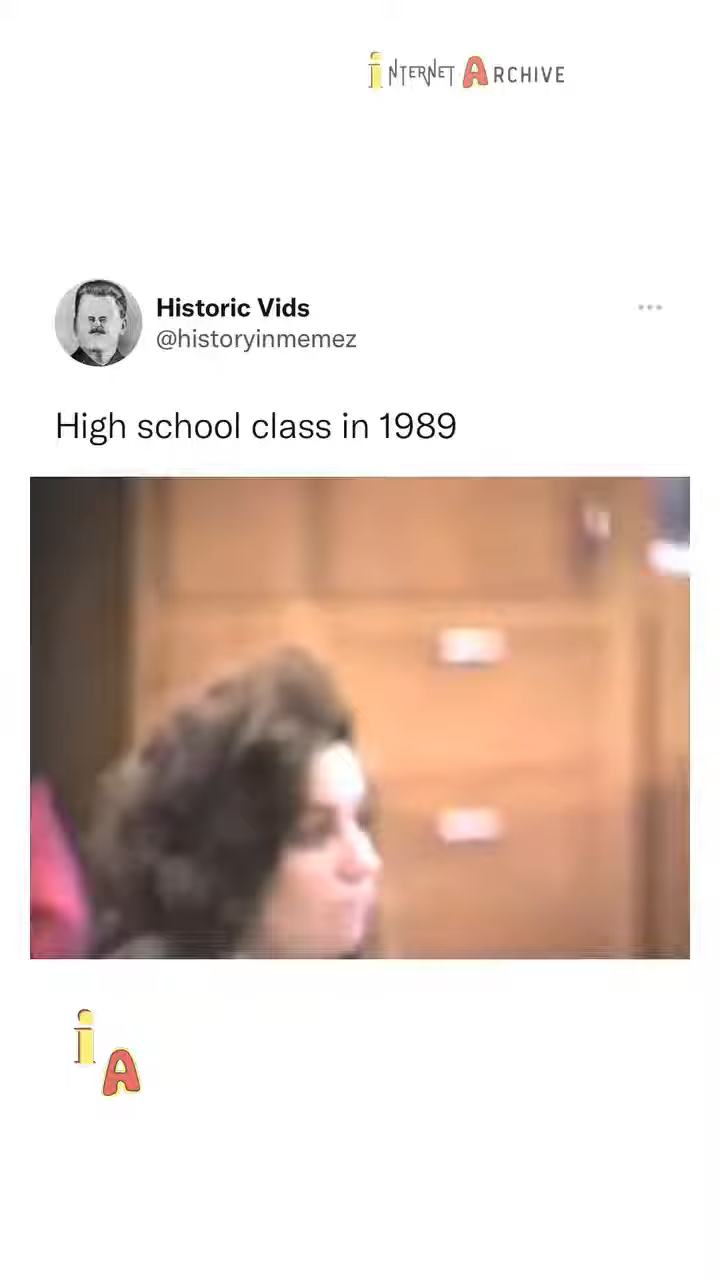 iNTERNET ARCHIVE
Historic Vids
@historyinmemez
High school class in 1989
iA